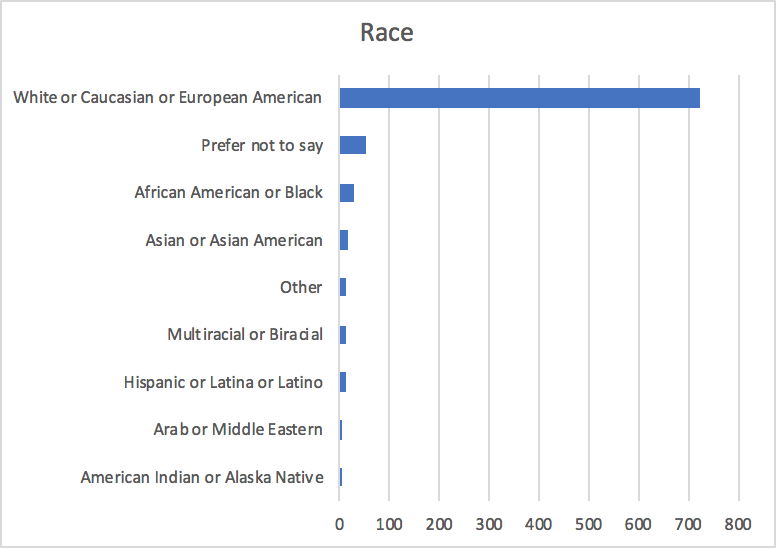 Race
White or Caucasian or European American
Prefer not to say
African American or Black
Asian or Asian American
Other
Multiracial or Biracial
Hispanic or Latina or Latino
Arab or Middle Eastern
American Indian or Alaska Native
0 100 200 300 400 500 600 700 800